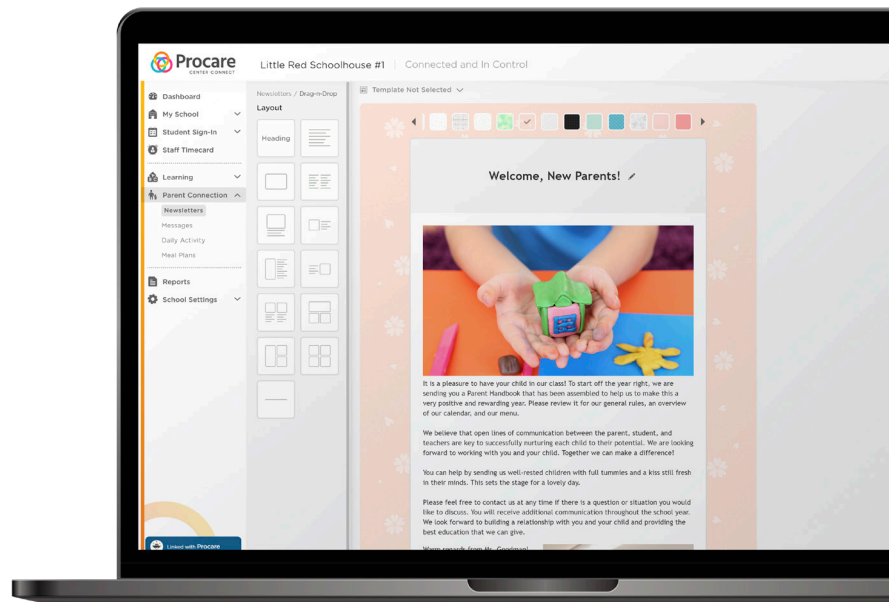 Procare
CENTER CONNECT
Little Red Schoolhouse #1
Connected and In Control
Dashboard
My School
Student Sign-In
Staff Timecard
Learning
Parent Connection
Newsletters
Messages
Daily Activity
Meal Plans
Reports
School Settings
Linked with Procare
Newsletters / Drag-n-Drop
Layout
Heading
Template Not Selected
Welcome, New Parents!
It is a pleasure to have your child in our class! To start off the year right, we are
sending you a Parent Handbook that has been assembled to help us to make this a
very positive and rewarding year. Please review it for our general rules, an overview
of our calendar, and our menu.
We believe that open lines of communication between the parent, student, and
teachers are key to successfully nurturing each child to their potential. We are looking
forward to working with you and your child. Together we can make a difference!
You can help by sending us well-rested children with full tummies and a kiss still fresh
in their minds. This sets the stage for a lovely day.
Please feel free to contact us at any time if there is a question or situation you would
like to discuss. You will receive additional communication throughout the school year.
We look forward to building a relationship with you and your child and providing the
best education that we can give.
Warm regards from Ms. Goodman!